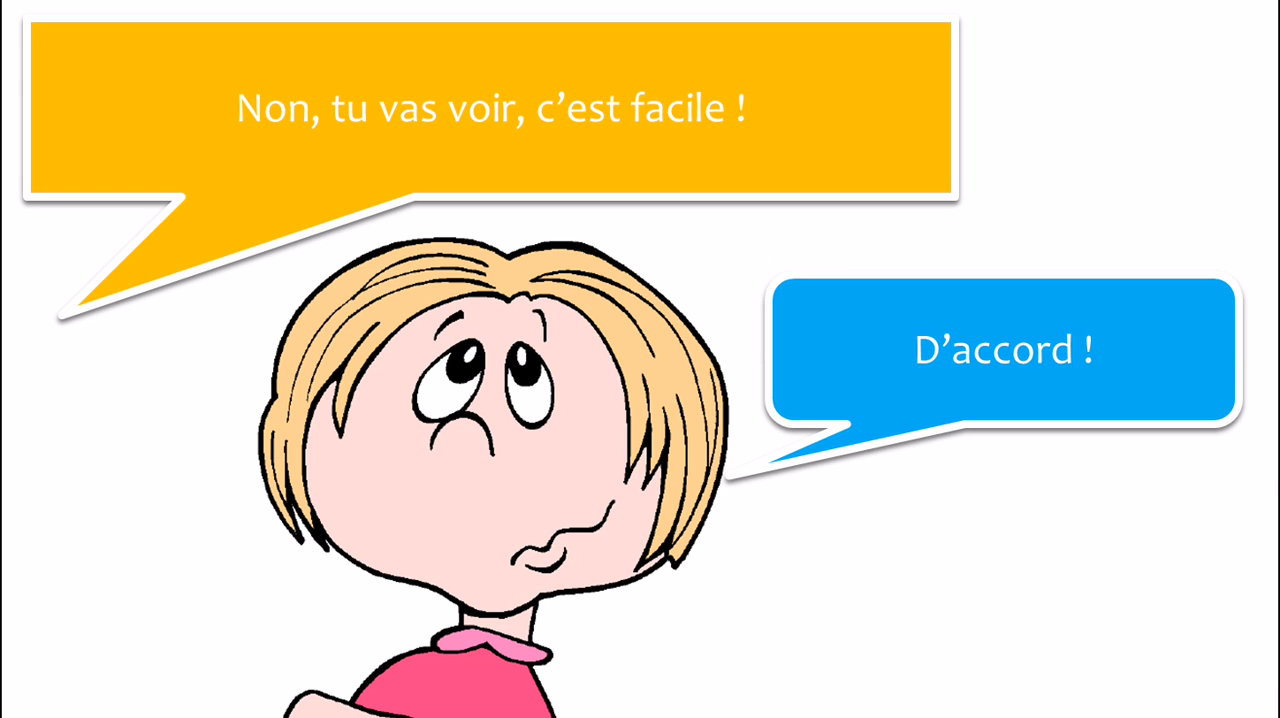 Non, tu vas voir, c’est facile !
D’accord !